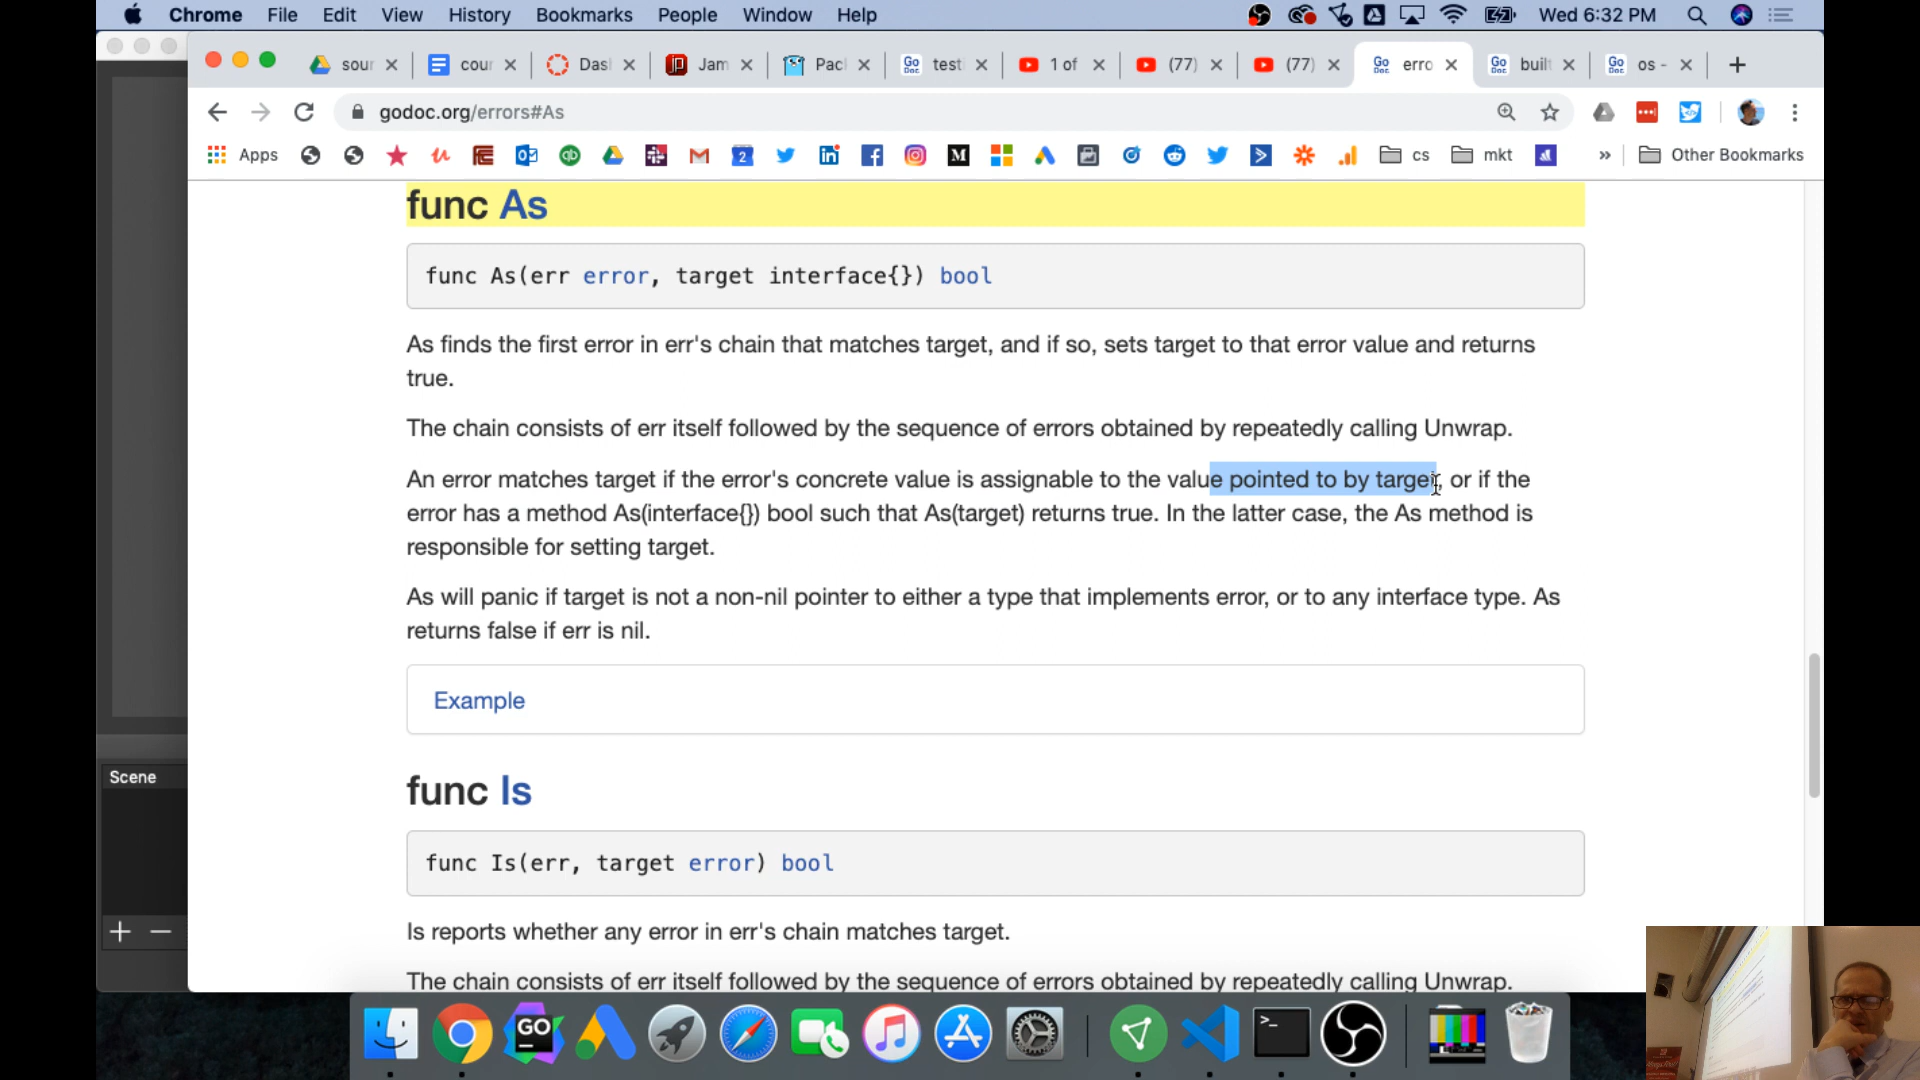 Chrome File Edit View History Bookmarks People Window Help Wed 6:32 PM
sour cour Dasl Jam Pac test 1 of (77) (77) erro buil os -
godoc.org/errors#As
Apps cs mkt » Other Bookmarks
func As
func As(err error, target interface{}) bool
As finds the first error in err's chain that matches target, and if so, sets target to that error value and returns
true.
The chain consists of err itself followed by the sequence of errors obtained by repeatedly calling Unwrap.
An error matches target if the error's concrete value is assignable to the value pointed to by target, or if the
error has a method As(interface{}) bool such that As(target) returns true. In the latter case, the As method is
responsible for setting target.
As will panic if target is not a non-nil pointer to either a type that implements error, or to any interface type. As
returns false if err is nil.
Example
func Is
func Is(err, target error) bool
Is reports whether any error in err's chain matches target.
The chain consists of err itself followed by the sequence of errors obtained by repeatedly calling Unwrap.
Scene
GO